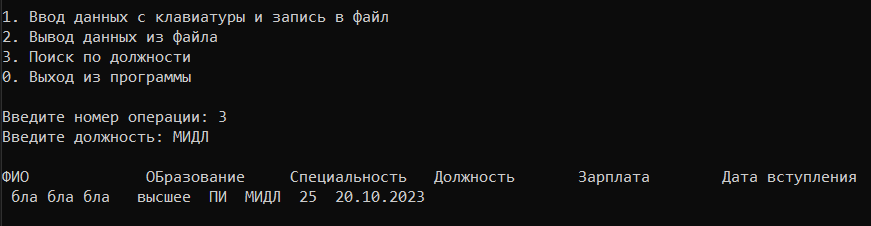 1. Ввод данных с клавиатуры и запись в файл
2. Вывод данных из файла
3. Поиск по должности
0. Выход из программы
Введите номер операции: 3
Введите должность: МИДЛ
ФИО ОБразование Специальность Должность Зарплата Дата вступления
бла бла бла высшее ПИ МИДЛ 25 20.10.2023